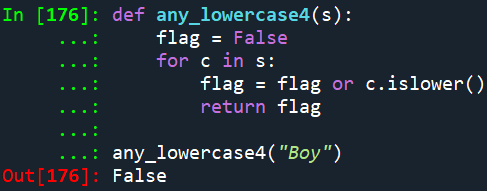 In [176]: def any_lowercase4(s):
     ...:     flag = False
     ...:     for c in s:
     ...:         flag = flag or c.islower()
     ...:         return flag
     ...:
     ...: any_lowercase4("Boy")
Out[176]: False